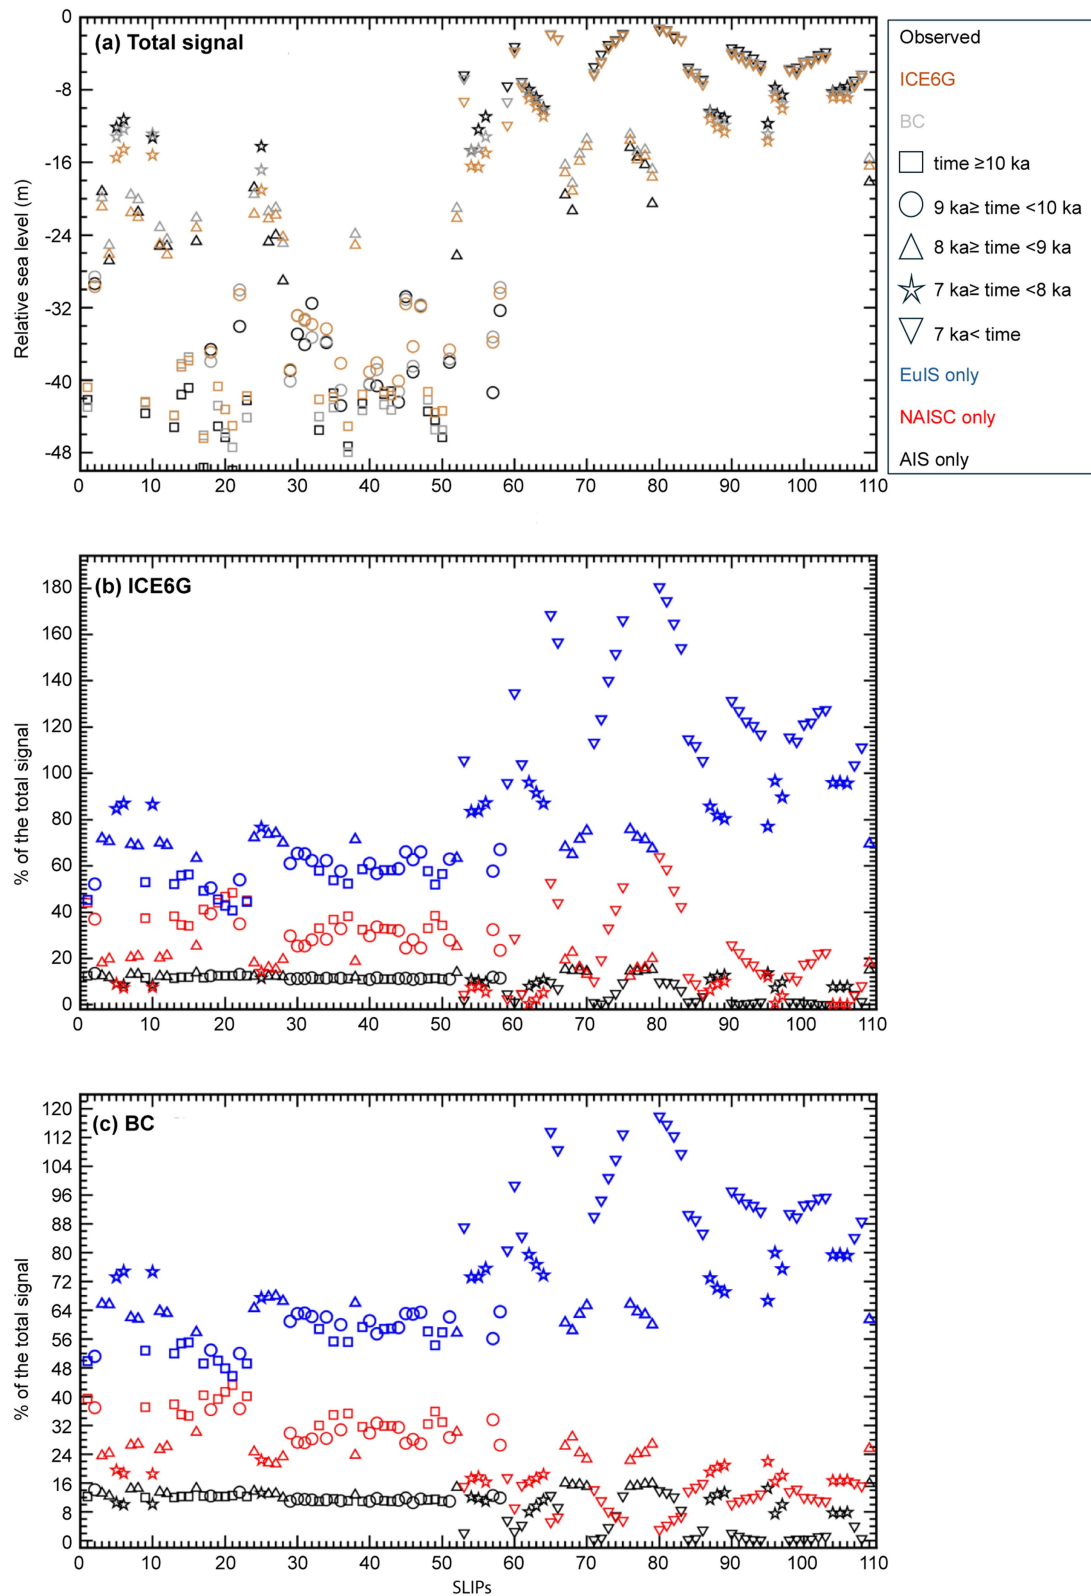 (a) Total signal
0
-8
-16
-24
-32
-40
-48
Relative sea level (m)
0 10 20 30 40 50 60 70 80 90 100 110
Observed
ICE6G
BC
time ≥10 ka
9 ka≥ time <10 ka
8 ka≥ time <9 ka
7 ka≥ time <8 ka
7 ka< time
EuIS only
NAISC only
AIS only
(b) ICE6G
180
160
140
120
100
80
60
40
20
0
% of the total signal
0 10 20 30 40 50 60 70 80 90 100 110
(c) BC
120
112
104
96
88
80
72
64
56
48
40
32
24
16
8
0
% of the total signal
0 10 20 30 40 50 60 70 80 90 100 110
SLIPs